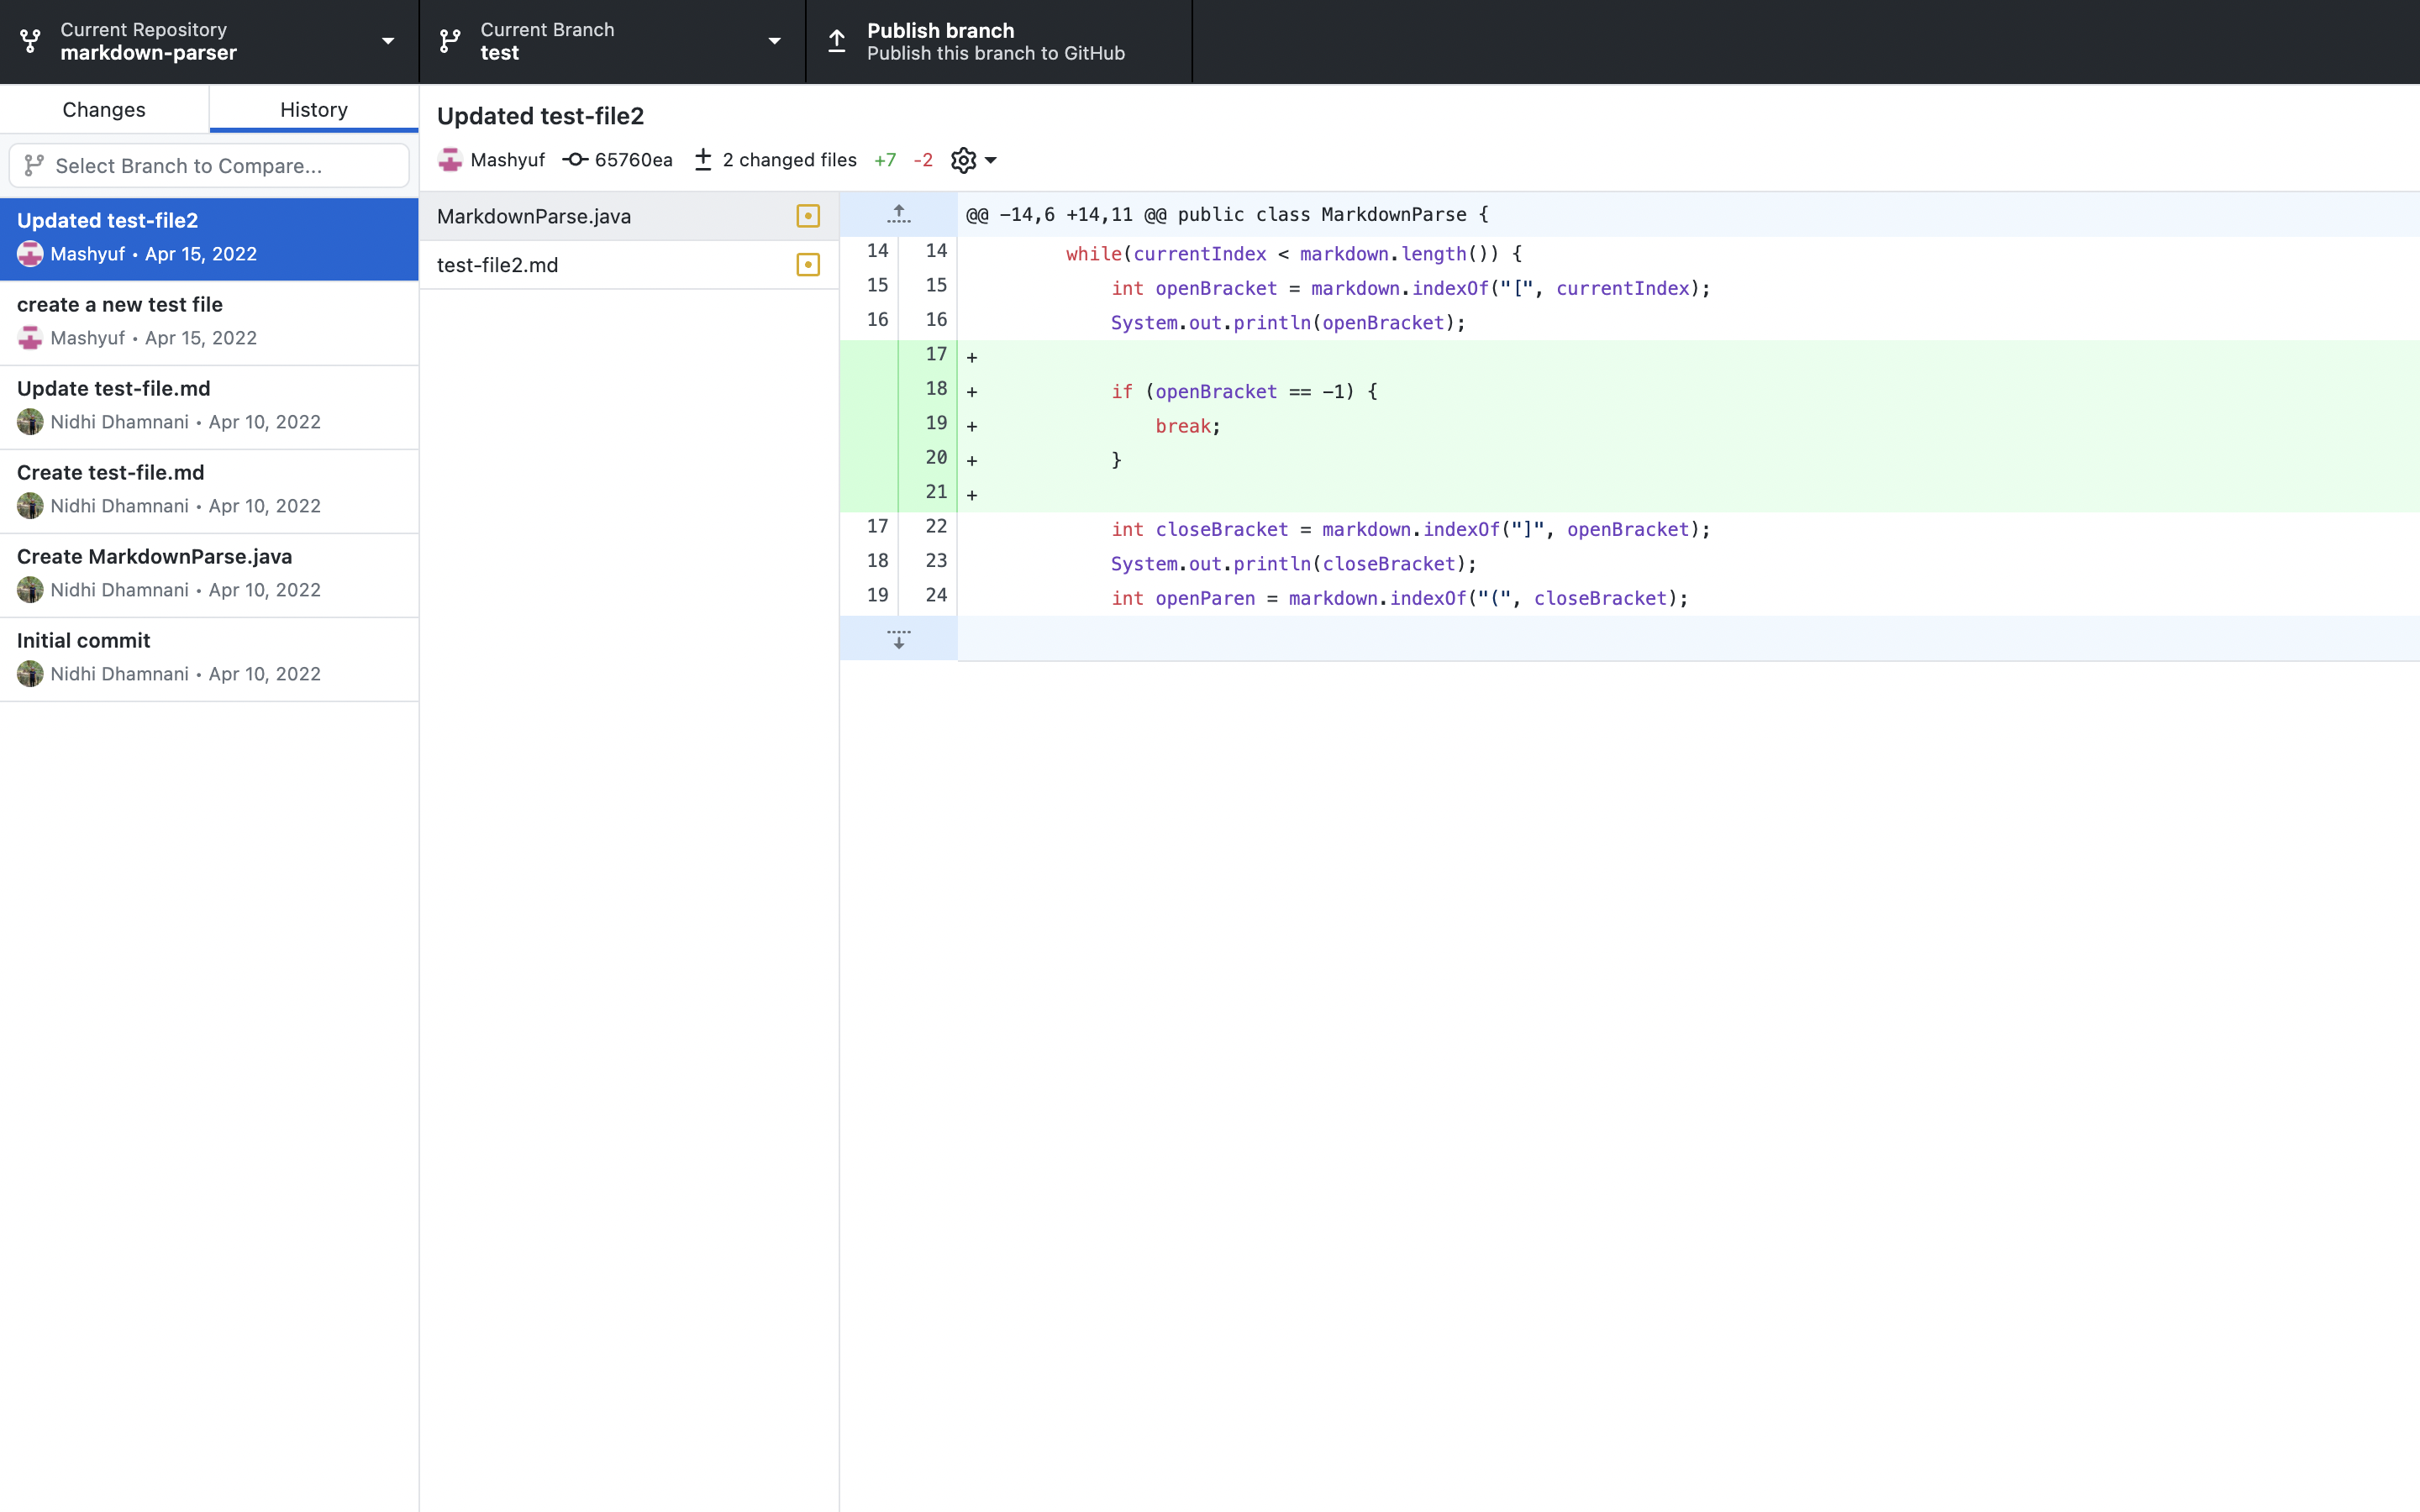 Current Repository
markdown-parser
Current Branch
test
Publish branch
Publish this branch to GitHub
Changes
History
Select Branch to Compare...
Updated test-file2
Mashyuf • Apr 15, 2022
create a new test file
Mashyuf • Apr 15, 2022
Update test-file.md
Nidhi Dhamnani • Apr 10, 2022
Create test-file.md
Nidhi Dhamnani • Apr 10, 2022
Create MarkdownParse.java
Nidhi Dhamnani • Apr 10, 2022
Initial commit
Nidhi Dhamnani • Apr 10, 2022
Updated test-file2
Mashyuf 65760ea 2 changed files +7 -2
MarkdownParse.java
test-file2.md
@@ -14,6 +14,11 @@ public class MarkdownParse {
14 14 while(currentIndex < markdown.length()) {
15 15 int openBracket = markdown.indexOf("[", currentIndex);
16 16 System.out.println(openBracket);
17 +
18 + if (openBracket == -1) {
19 + break;
20 + }
21 +
17 22 int closeBracket = markdown.indexOf("]", openBracket);
18 23 System.out.println(closeBracket);
19 24 int openParen = markdown.indexOf("(", closeBracket);